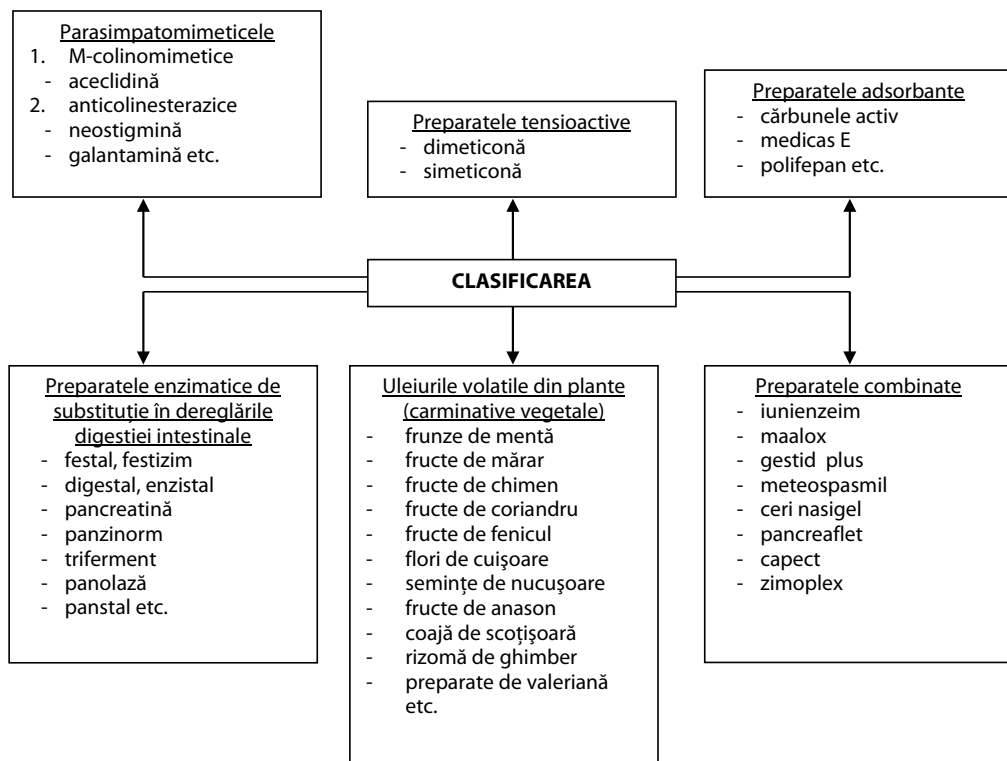 Parasimpatomimeticele
1. M-colinomimetice
- aceclidină
2. anticolinesterazice
- neostigmină
- galantamină etc.
Preparatele tensioactive
- dimeticonă
- simeticonă
Preparatele adsorbante
- cărbunele activ
- medicas E
- polifepan etc.
CLASIFICAREA
Preparatele enzimatice de
substituție în dereglările
digestiei intestinale
- festal, festizim
- digestal, enzistal
- pancreatină
- panzinorm
- triferment
- panolază
- panstal etc.
Uleiurile volatile din plante
(carminative vegetale)
- frunze de mentă
- fructe de mărar
- fructe de chimen
- fructe de coriandru
- fructe de fenicul
- flori de cuişoare
- semințe de nucuşoare
- fructe de anason
- coajă de scoțişoară
- rizomă de ghimber
- preparate de valeriană
etc.
Preparatele combinate
- iunienzeim
- maalox
- gestid plus
- meteospasmil
- ceri nasigel
- pancreaflet
- capect
- zimoplex